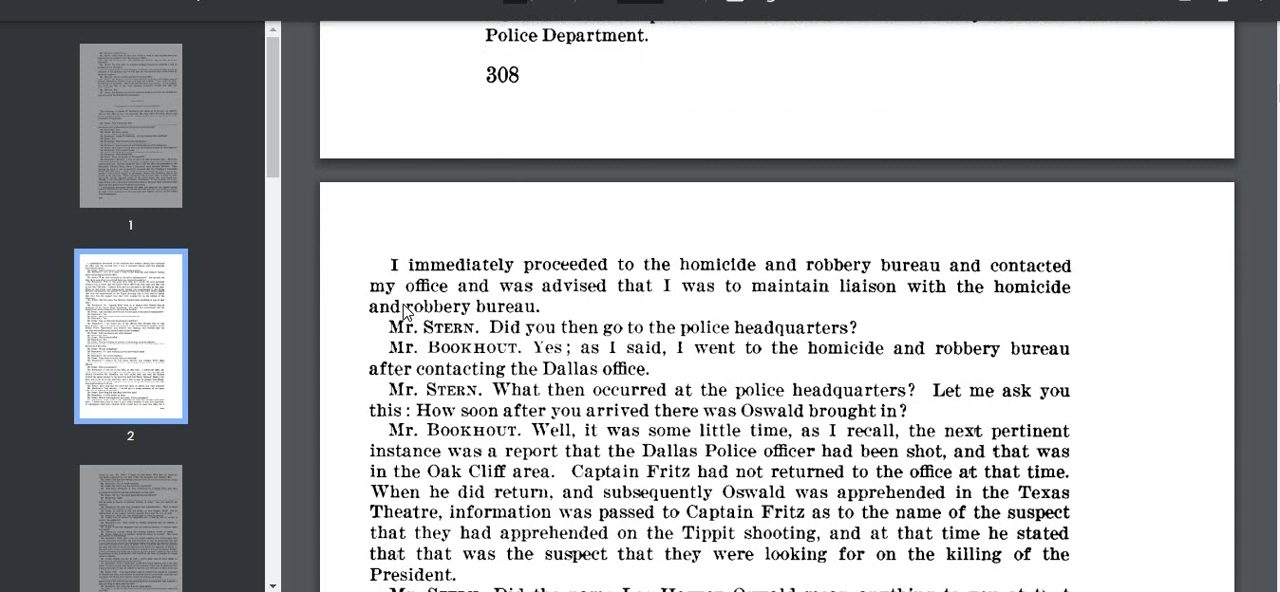 Police Department.
308
I immediately proceeded to the homicide and robbery bureau and contacted
my office and was advised that I was to maintain liaison with the homicide
and robbery bureau.
Mr. STERN. Did you then go to the police headquarters?
Mr. BOOKHOUT. Yes; as I said, I went to the homicide and robbery bureau
after contacting the Dallas office.
Mr. STERN. What then occurred at the police headquarters? Let me ask you
this: How soon after you arrived there was Oswald brought in?
Mr. BOOKHOUT. Well, it was some little time, as I recall, the next pertinent
instance was a report that the Dallas Police officer had been shot, and that was
in the Oak Cliff area. Captain Fritz had not returned to the office at that time.
When he returned and subsequently Oswald was apprehended in the Texas
Theatre information was passed to Captain Fritz as to the name of the suspect
being apprehended on the Tippit shooting and at that time he stated
that that was the suspect that they were looking for on the killing of the
President.
1
2